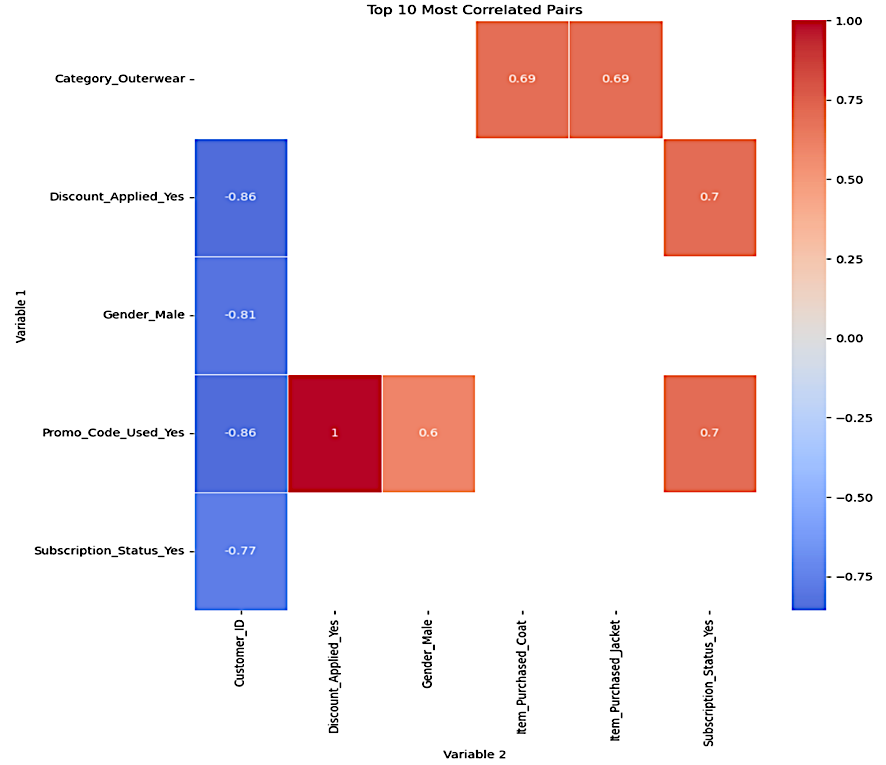 Top 10 Most Correlated Pairs
Category_Outerwear
0.69 0.69
Discount_Applied_Yes
-0.86 0.7
Gender_Male
-0.81
Promo_Code_Used_Yes
-0.86 1 0.6 0.7
Subscription_Status_Yes
-0.77
Variable 1
Customer_ID
Discount_Applied_Yes
Gender_Male
Item_Purchased_Coat
Item_Purchased_Jacket
Subscription_Status_Yes
Variable 2
1.00
0.75
0.50
0.25
0.00
−0.25
−0.50
−0.75